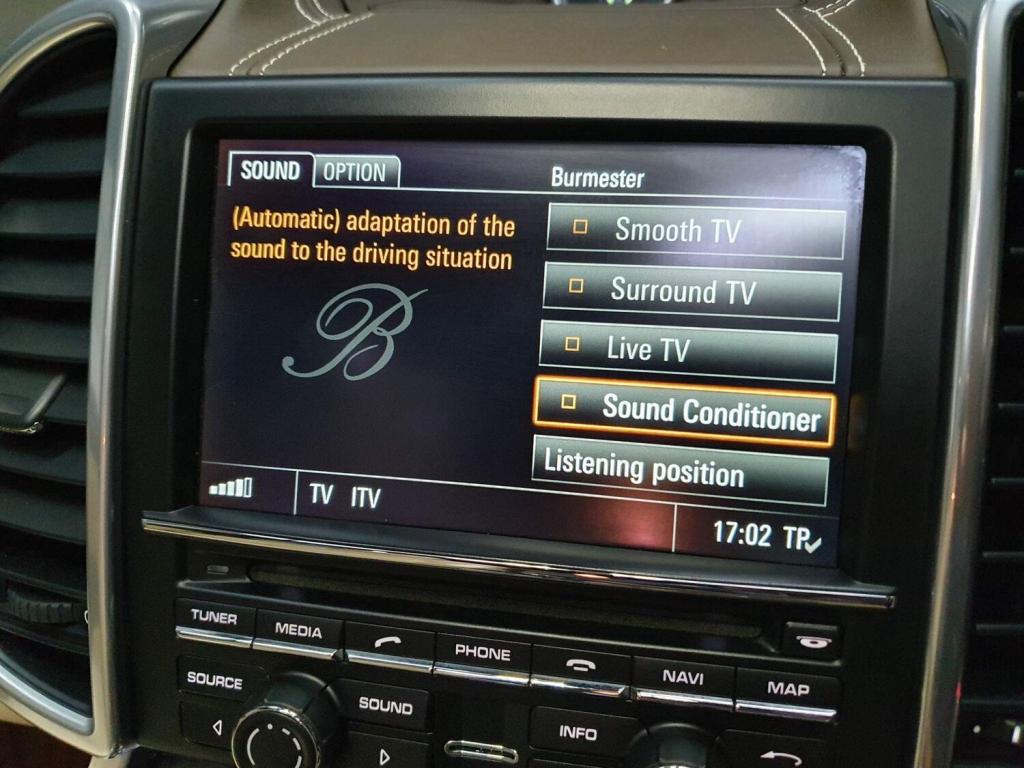 SOUND OPTION
Burmester
(Automatic) adaptation of the
sound to the driving situation
B
Smooth TV
Surround TV
Live TV
Sound Conditioner
Listening position
TV ITV
17:02 TP
TUNER MEDIA PHONE NAVI MAP
SOURCE SOUND INFO